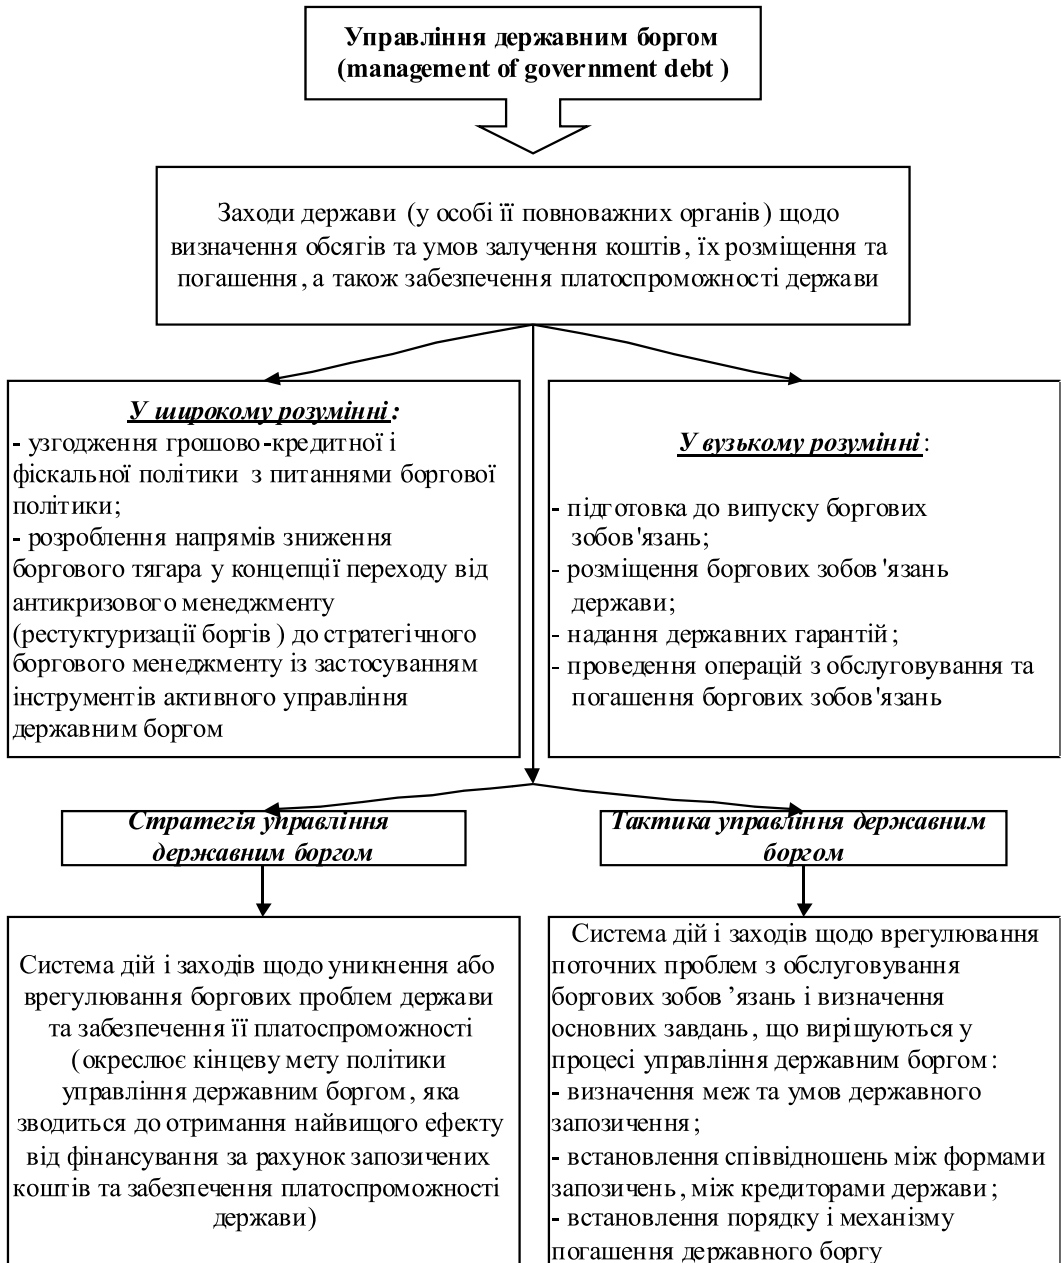 Управління державним боргом
(management of government debt )
Заходи держави (у особі її повноважних органів) щодо
визначення обсягів та умов залучення коштів, їх розміщення та
погашення, а також забезпечення платоспроможності держави
У широкому розумінні:
- узгодження грошово-кредитної і
фіскальної політики з питаннями боргової
політики;
- розроблення напрямів зниження
боргового тягара у концепції переходу від
антикризового менеджменту
(рестуктуризації боргів ) до стратегічного
боргового менеджменту із застосуванням
інструментів активного управління
державним боргом
У вузькому розумінні:
- підготовка до випуску боргових
зобов'язань;
- розміщення боргових зобов'язань
держави;
- надання державних гарантій;
- проведення операцій з обслуговування та
погашення боргових зобов'язань
Стратегія управління
державним боргом
Тактика управління державним
боргом
Система дій і заходів щодо уникнення або
врегулювання боргових проблем держави
та забезпечення її платоспроможності
(окреслює кінцеву мету політики
управління державним боргом, яка
зводиться до отримання найвищого ефекту
від фінансування за рахунок запозичених
коштів та забезпечення платоспроможності
держави)
Система дій і заходів щодо врегулювання
поточних проблем з обслуговування
боргових зобов’язань і визначення
основних завдань, що вирішуються у
процесі управління державним боргом:
- визначення меж та умов державного
запозичення;
- встановлення співвідношень між формами
запозичень, між кредиторами держави;
- встановлення порядку і механізму
погашення державного боргу